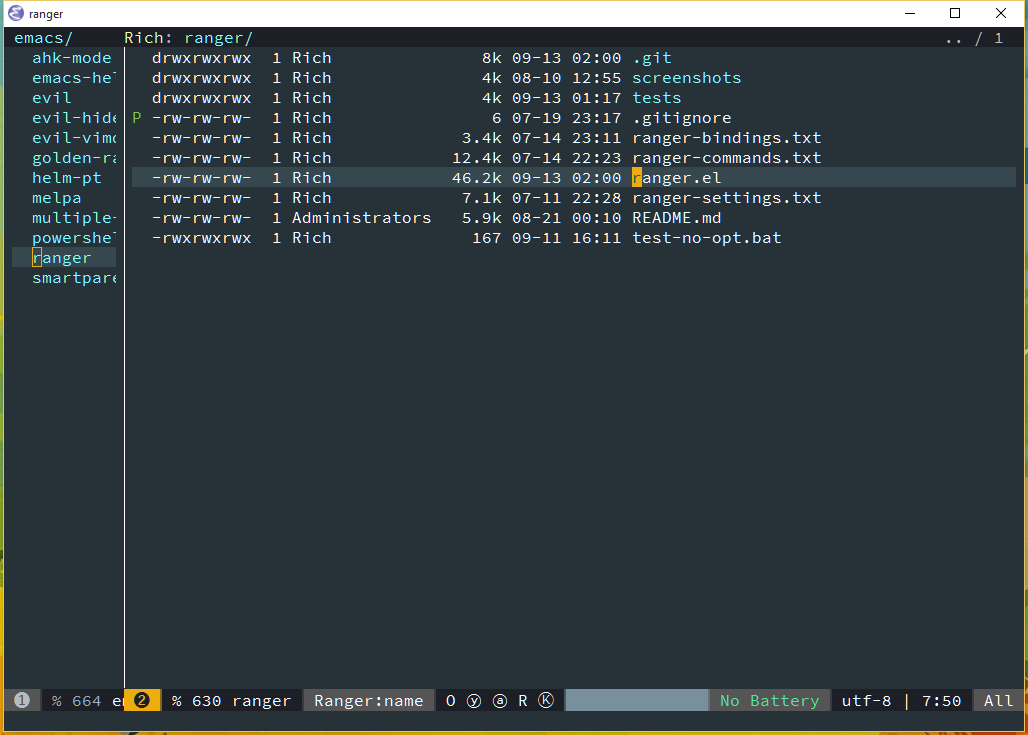 ranger
emacs/ Rich: ranger/ .. / 1
ahk-mode drwxrwxrwx 1 Rich 8k 09-13 02:00 .git
emacs-hel drwxrwxrwx 1 Rich 4k 08-10 12:55 screenshots
evil drwxrwxrwx 1 Rich 4k 09-13 01:17 tests
evil-hide P -rw-rw-rw- 1 Rich 6 07-19 23:17 .gitignore
evil-vimo -rw-rw-rw- 1 Rich 3.4k 07-14 23:11 ranger-bindings.txt
golden-ra -rw-rw-rw- 1 Rich 12.4k 07-14 22:23 ranger-commands.txt
helm-pt -rw-rw-rw- 1 Rich 46.2k 09-13 02:00 ranger.el
melpa -rw-rw-rw- 1 Rich 7.1k 07-11 22:28 ranger-settings.txt
multiple- -rw-rw-rw- 1 Administrators 5.9k 08-21 00:10 README.md
powershel -rwxrwxrwx 1 Rich 167 09-11 16:11 test-no-opt.bat
ranger
smartpare
❶ % 664 e ❷ % 630 ranger Ranger:name O ⓨ ⓐ R Ⓚ No Battery utf-8 | 7:50 All